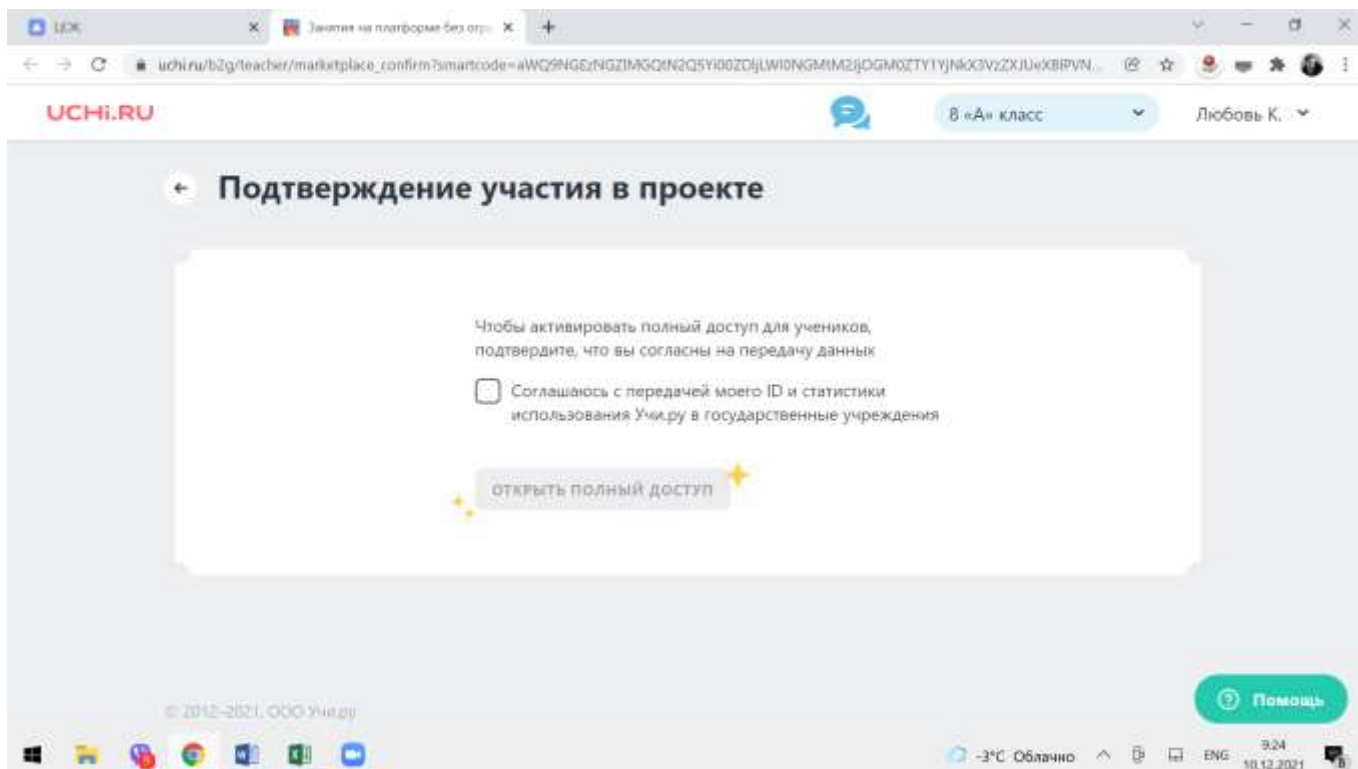 ЦОК
Занятия на платформе без огр
uchi.ru/b2g/teacher/marketplace_confirm?smartcode=
UCHi.RU
8 «А» класс
Любовь К.
Подтверждение участия в проекте
Чтобы активировать полный доступ для учеников,
подтвердите, что вы согласны на передачу данных
Соглашаюсь с передачей моего ID и статистики
использования Учи.ру в государственные учреждения
ОТКРЫТЬ ПОЛНЫЙ ДОСТУП
Помощь
© 2012–2021, ООО Учи.ру
-3°C Облачно
ENG
9:24
10.12.2021